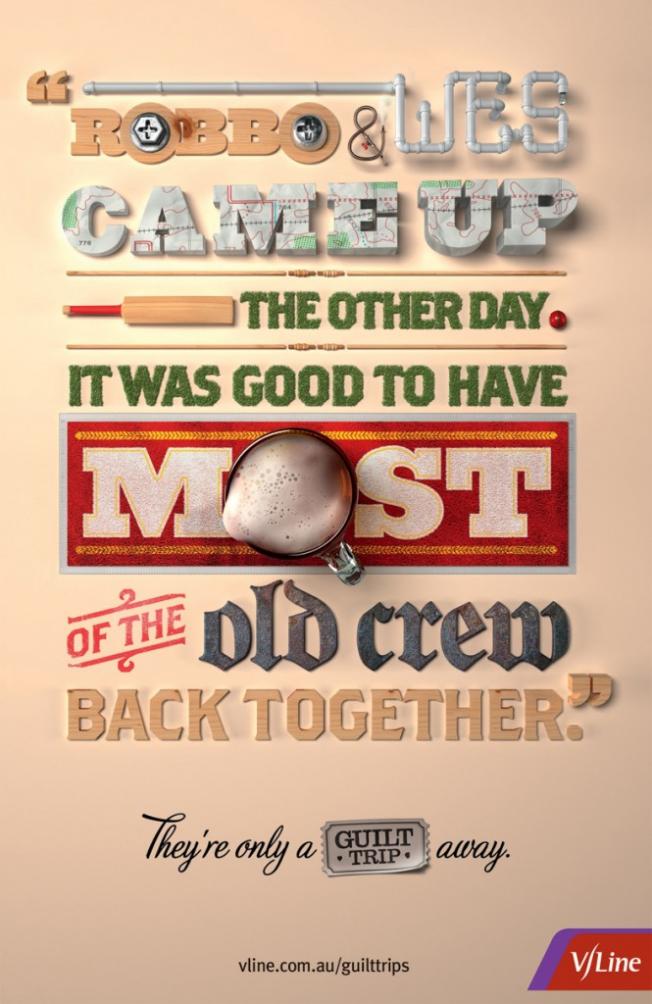 “ROBBO & WES
CAME UP
THE OTHER DAY.
IT WAS GOOD TO HAVE
MOST
OF THE old crew
BACK TOGETHER.”
They're only a GUILT TRIP away.
vline.com.au/guilttrips
V/Line